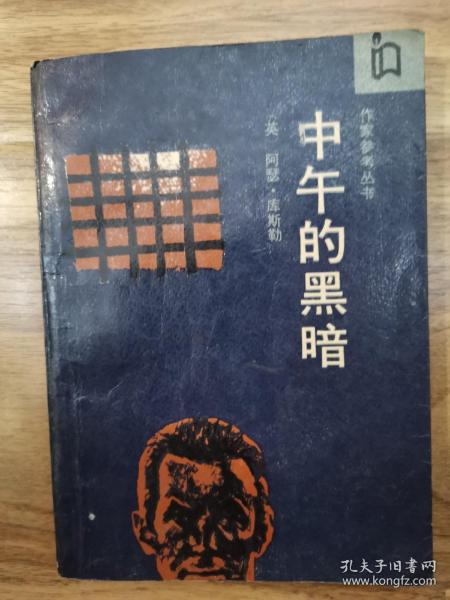 作家参考丛书
中午的黑暗
英 阿瑟·库斯勒
孔夫子旧书网
www.kongfz.com